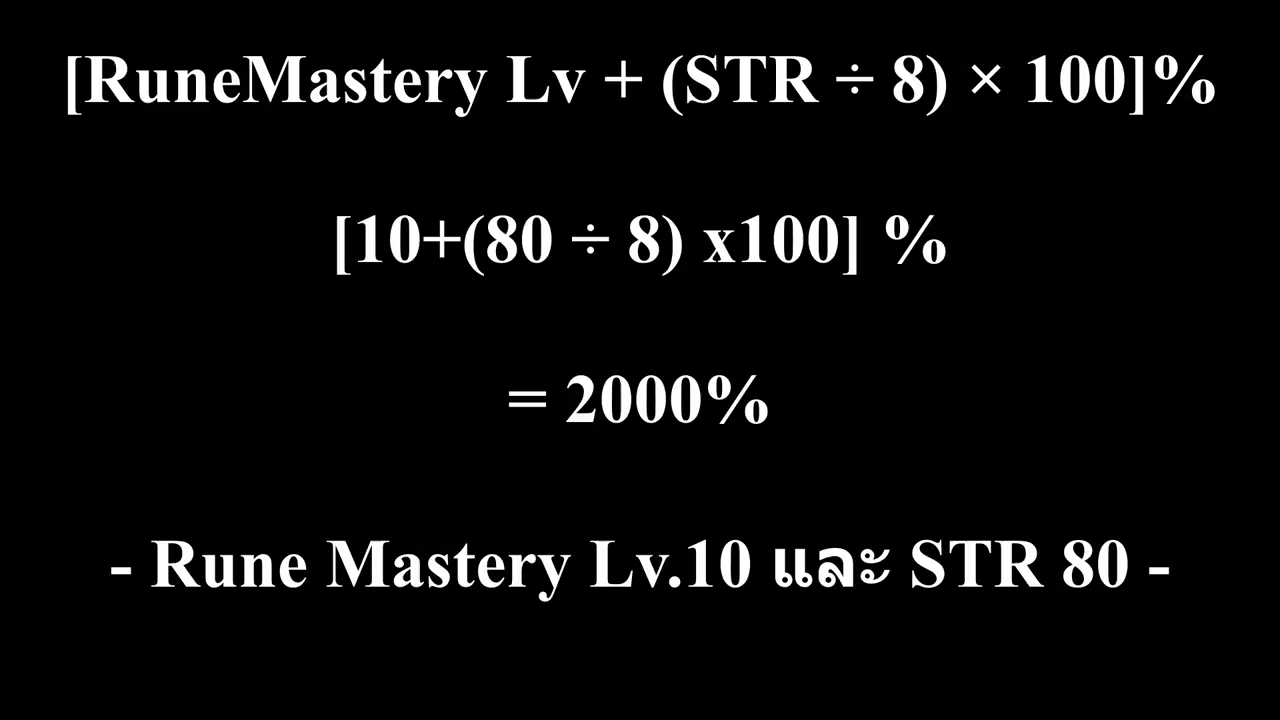 [RuneMastery Lv + (STR ÷ 8) × 100]%
[10+(80 ÷ 8) x100] %
= 2000%
- Rune Mastery Lv.10 และ STR 80 -